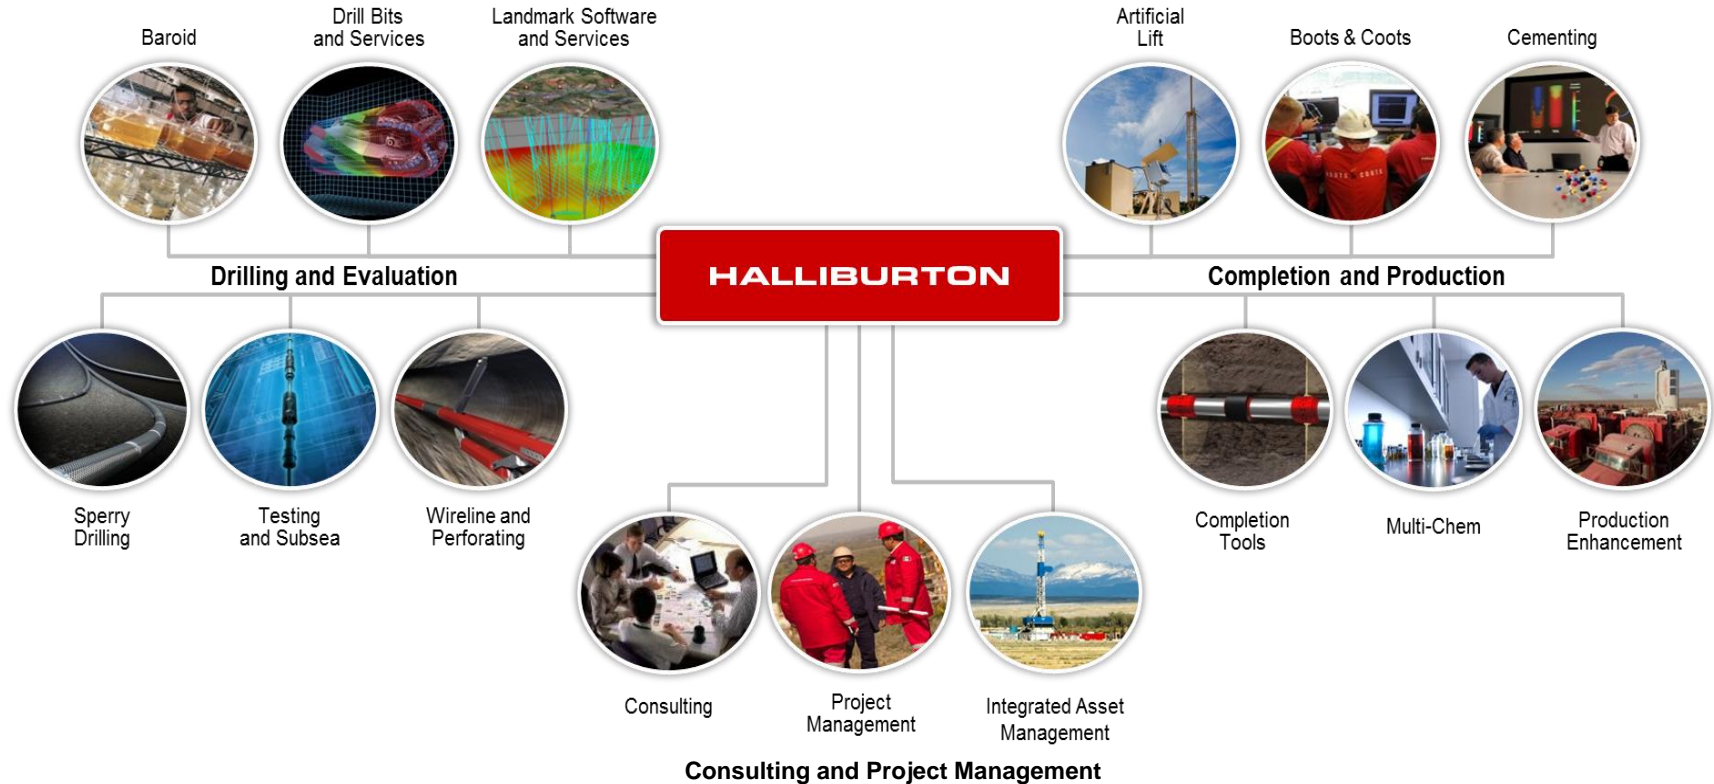 Baroid
Drill Bits
and Services
Landmark Software
and Services
Artificial
Lift
Boots & Coots
Cementing
BOOTS & COOTS
Drilling and Evaluation
HALLIBURTON
Completion and Production
Sperry
Drilling
Testing
and Subsea
Wireline and
Perforating
Completion
Tools
Multi-Chem
Production
Enhancement
Consulting
Project
Management
Integrated Asset
Management
Consulting and Project Management